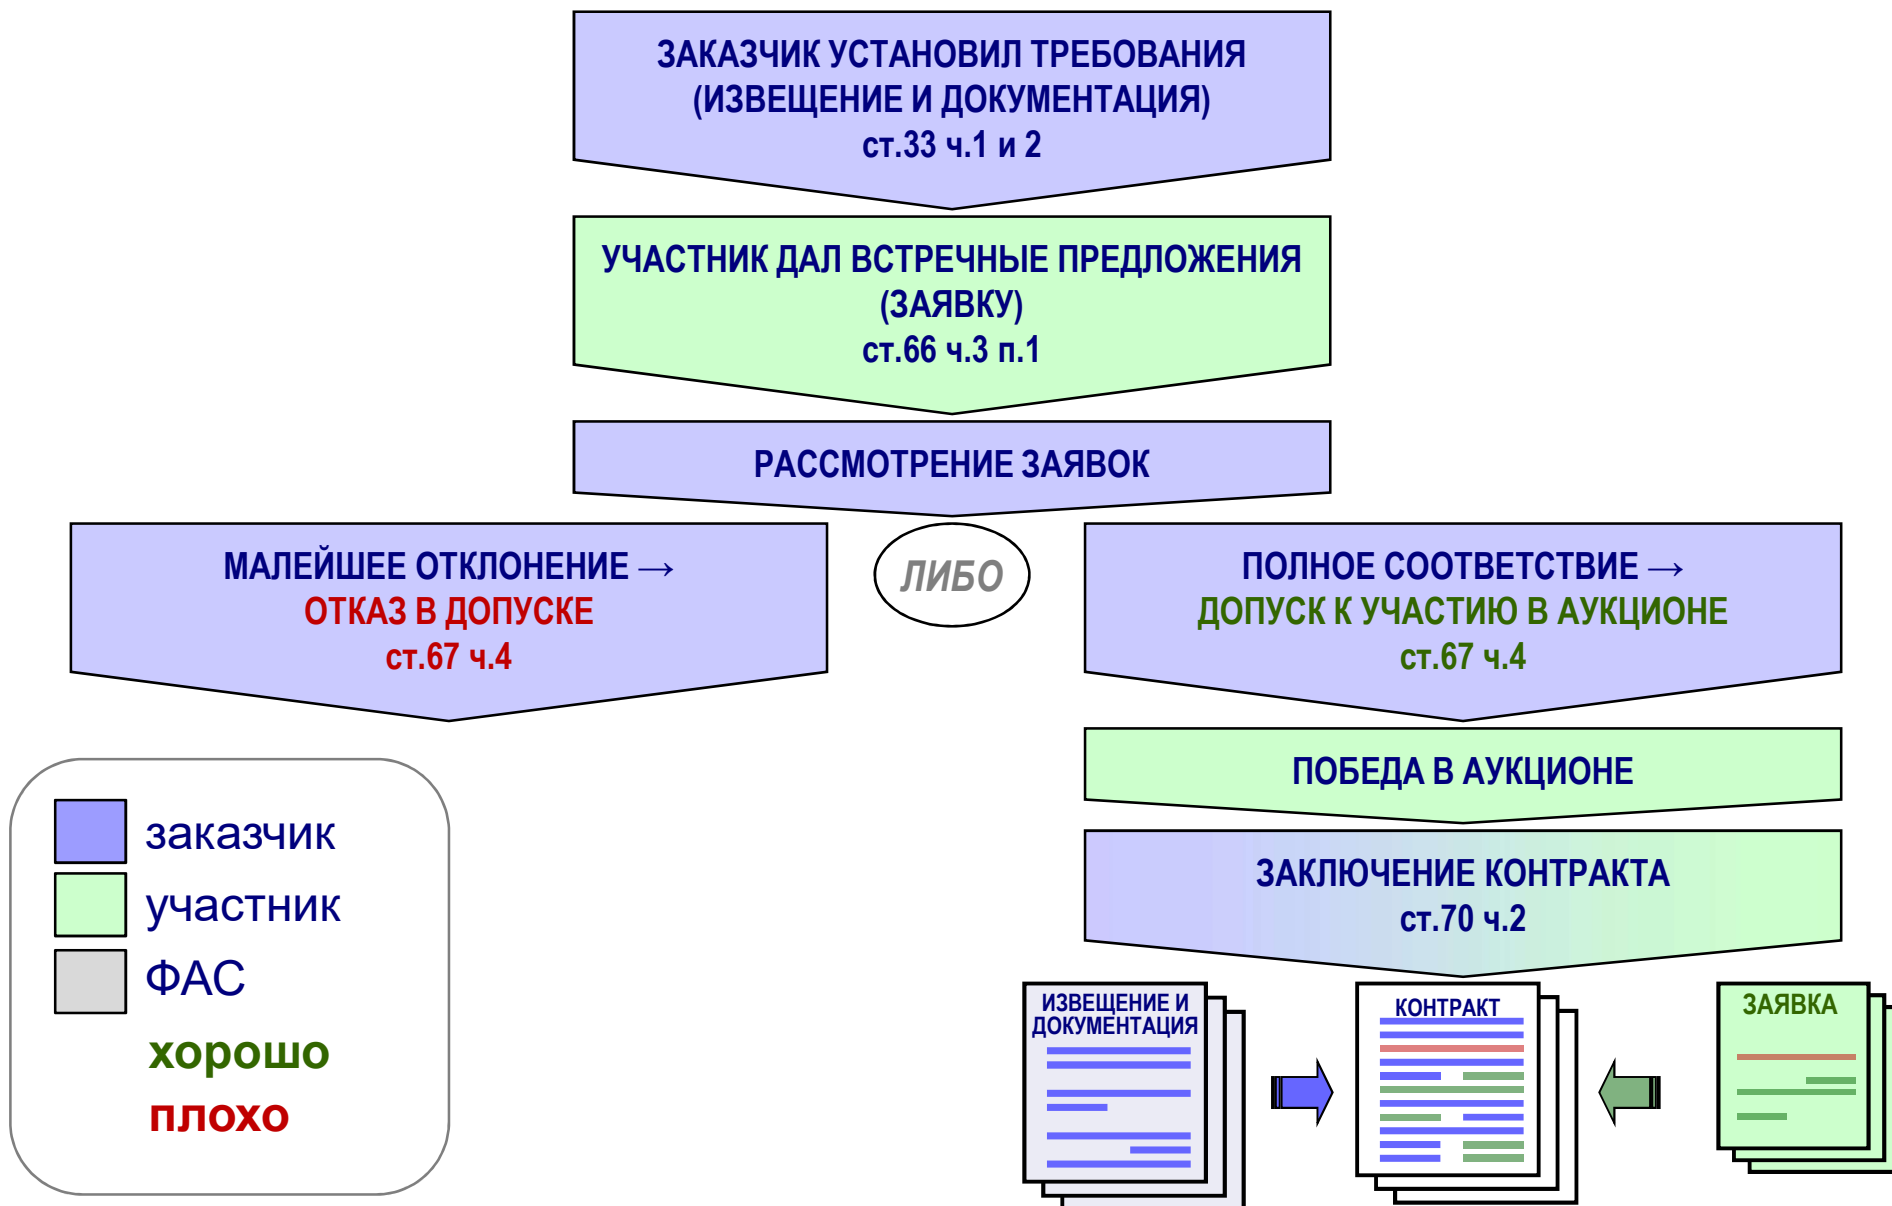 ЗАКАЗЧИК УСТАНОВИЛ ТРЕБОВАНИЯ
(ИЗВЕЩЕНИЕ И ДОКУМЕНТАЦИЯ)
ст.33 ч.1 и 2
УЧАСТНИК ДАЛ ВСТРЕЧНЫЕ ПРЕДЛОЖЕНИЯ
(ЗАЯВКУ)
ст.66 ч.3 п.1
РАССМОТРЕНИЕ ЗАЯВОК
МАЛЕЙШЕЕ ОТКЛОНЕНИЕ →
ОТКАЗ В ДОПУСКЕ
ст.67 ч.4
ЛИБО
ПОЛНОЕ СООТВЕТСТВИЕ →
ДОПУСК К УЧАСТИЮ В АУКЦИОНЕ
ст.67 ч.4
ПОБЕДА В АУКЦИОНЕ
ЗАКЛЮЧЕНИЕ КОНТРАКТА
ст.70 ч.2
заказчик
участник
ФАС
хорошо
плохо
ИЗВЕЩЕНИЕ И
ДОКУМЕНТАЦИЯ
КОНТРАКТ
ЗАЯВКА